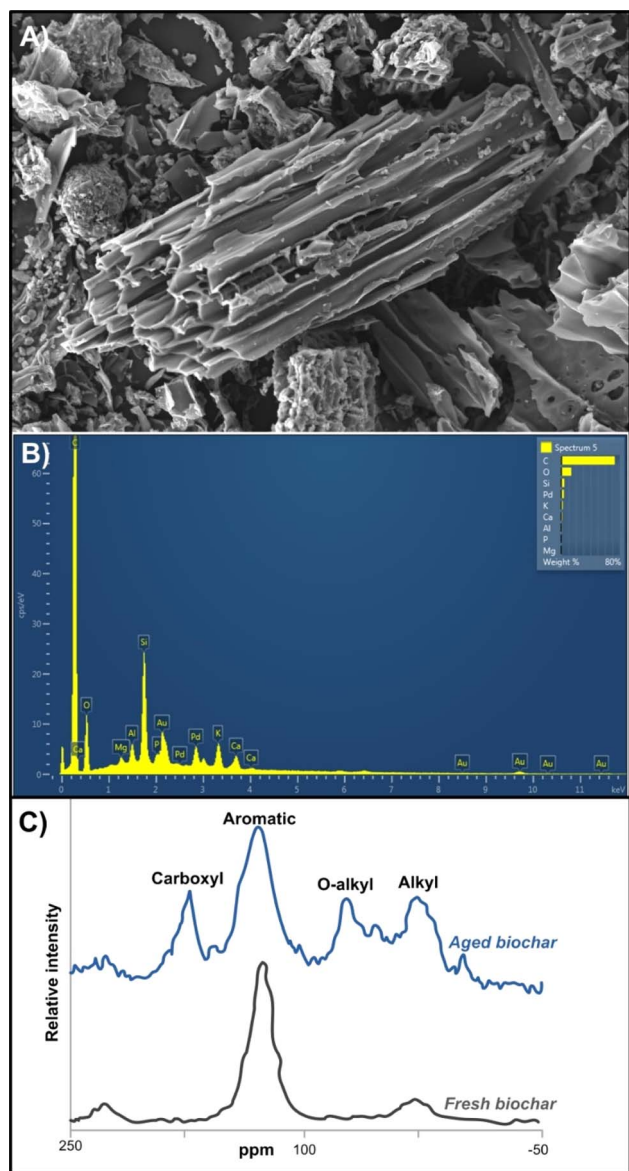 A)
B)
C
60
50
40
30
20
10
0
cps/eV
Ca
O
Mg
Al
Si
P
Au
Pd
Pd
K
Ca
Ca
Au
Au
Au
Au
0 1 2 3 4 5 6 7 8 9 10 11 keV
Spectrum 5
C
O
Si
Pd
K
Ca
Al
P
Mg
Weight % 80%
C)
Relative intensity
Carboxyl
Aromatic
O-alkyl
Alkyl
Aged biochar
Fresh biochar
250 ppm 100 -50